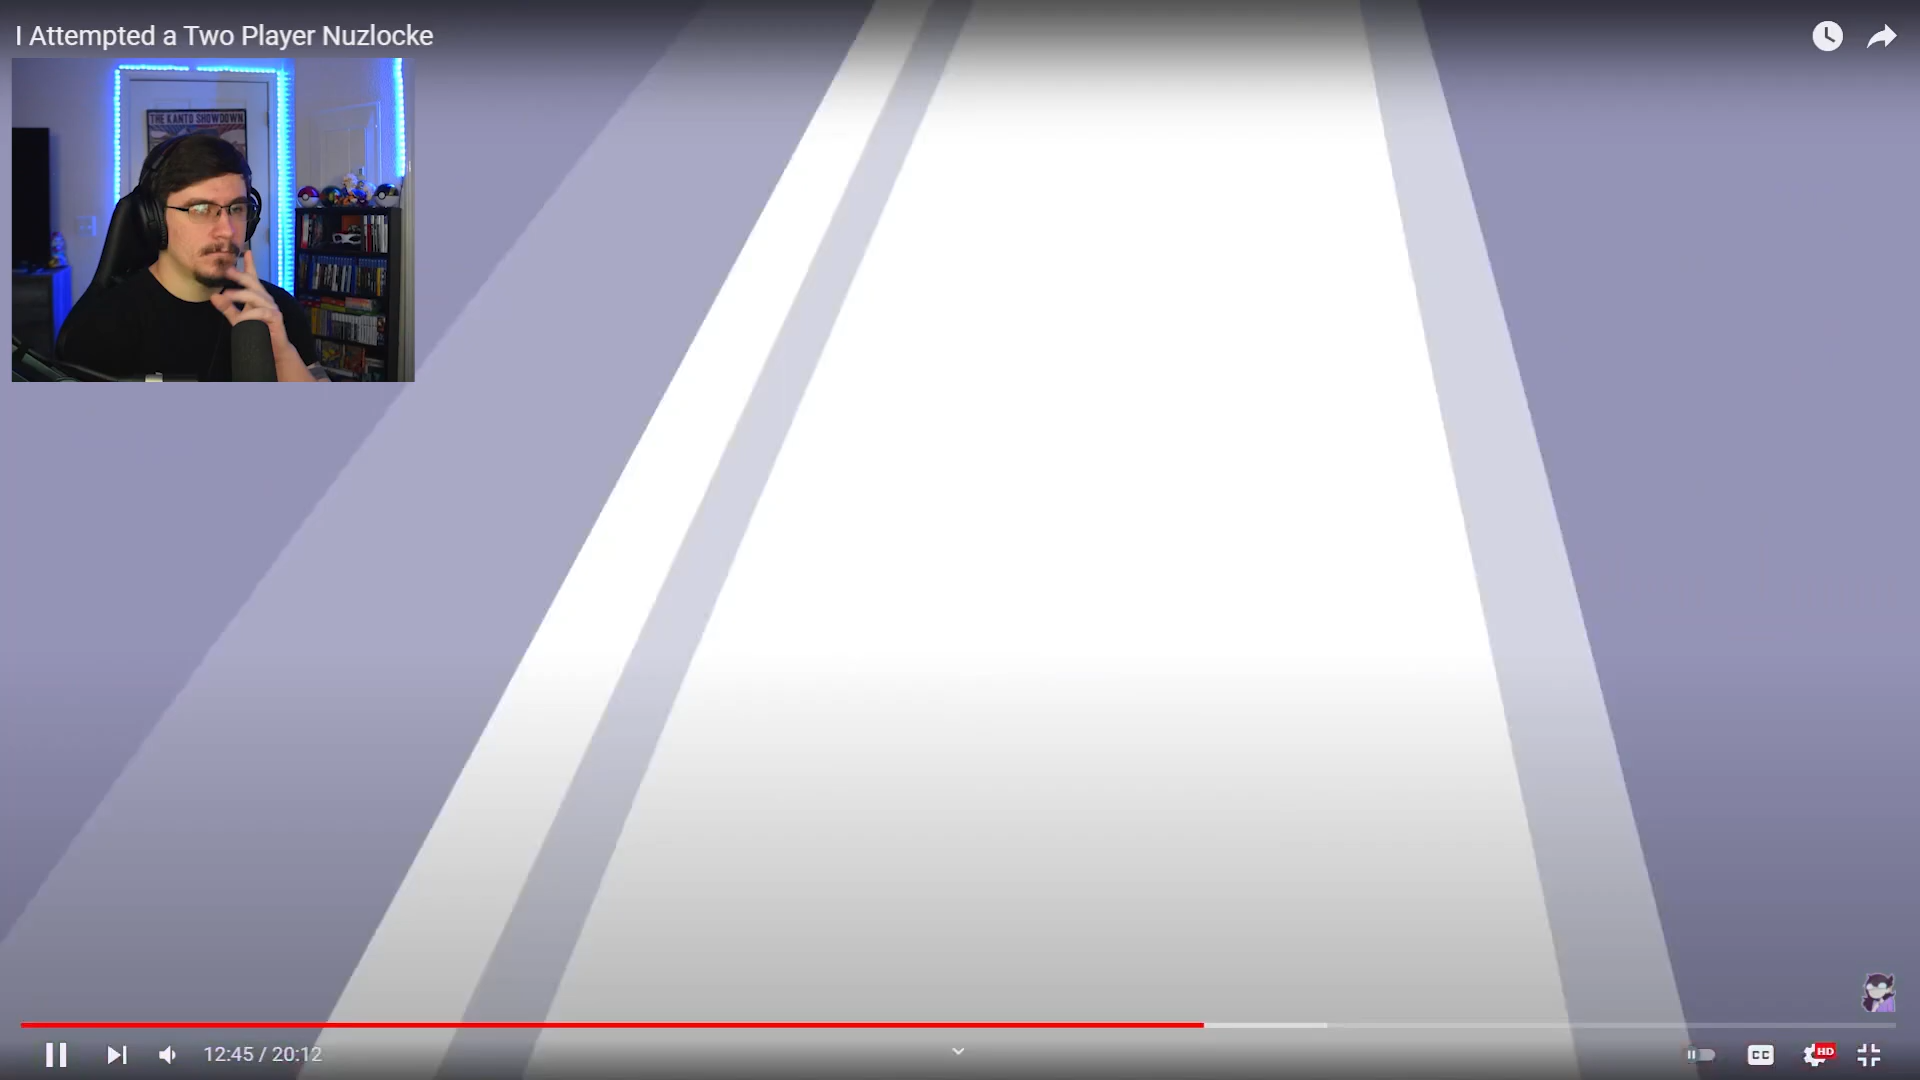 I Attempted a Two Player Nuzlocke
THE KANTO SHOWDOWN
12:45 / 20:12
CC
HD